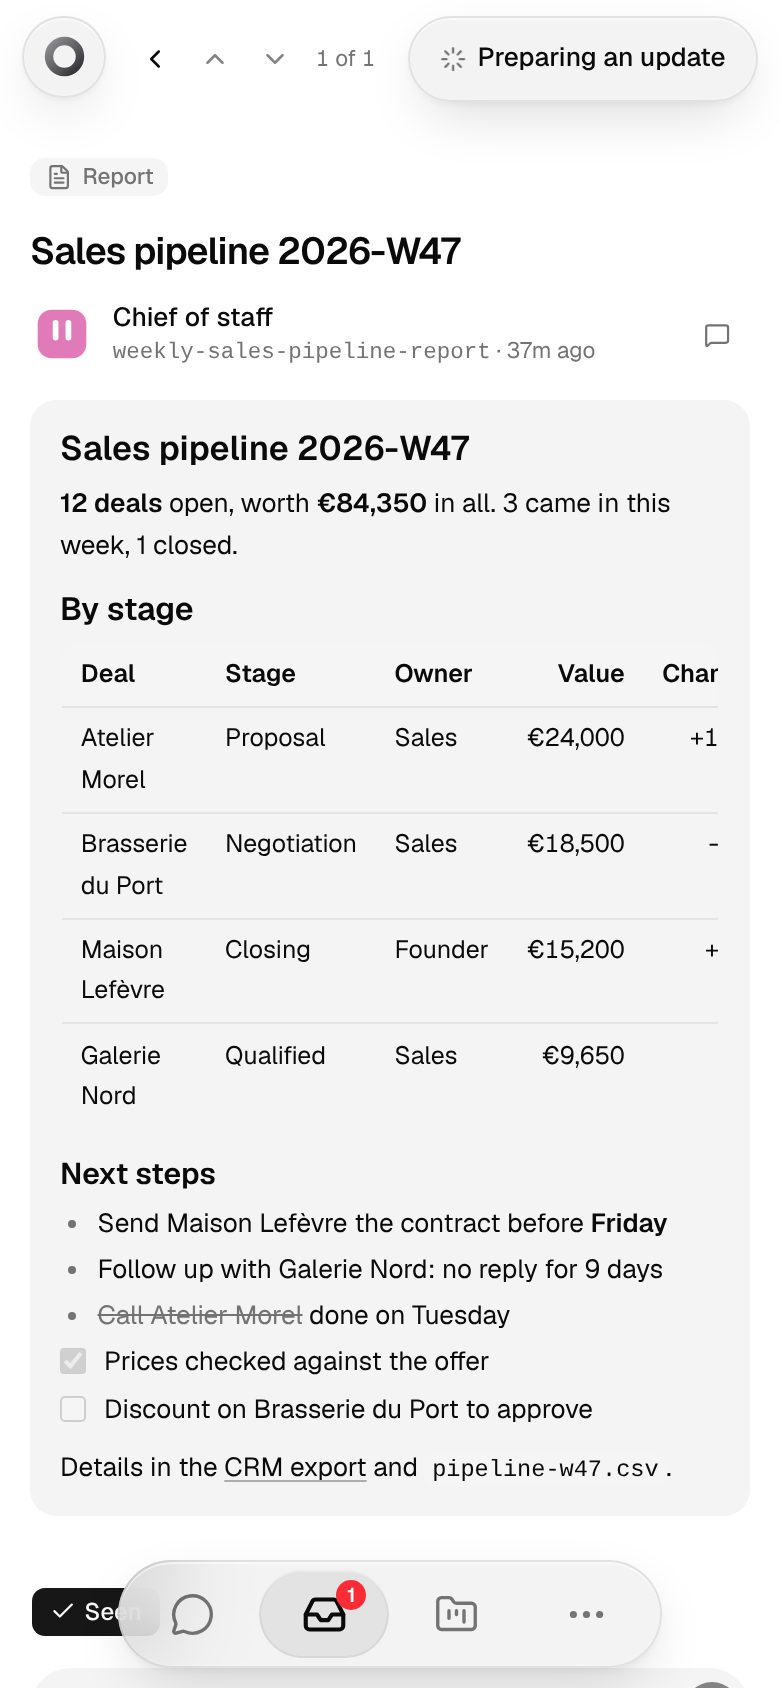 1 of 1
Preparing an update
Report
Sales pipeline 2026-W47
Chief of staff
weekly-sales-pipeline-report · 37m ago
Sales pipeline 2026-W47
12 deals open, worth €84,350 in all. 3 came in this
week, 1 closed.
By stage
Deal Stage Owner Value
Atelier Proposal Sales €24,000 +1
Morel
Brasserie Negotiation Sales €18,500 -
du Port
Maison Closing Founder €15,200 +
Lefèvre
Galerie Qualified Sales €9,650
Nord
Next steps
• Send Maison Lefèvre the contract before Friday
• Follow up with Galerie Nord: no reply for 9 days
• Call Atelier Morel done on Tuesday
Prices checked against the offer
Discount on Brasserie du Port to approve
Details in the CRM export and pipeline-w47.csv.
Seen
1